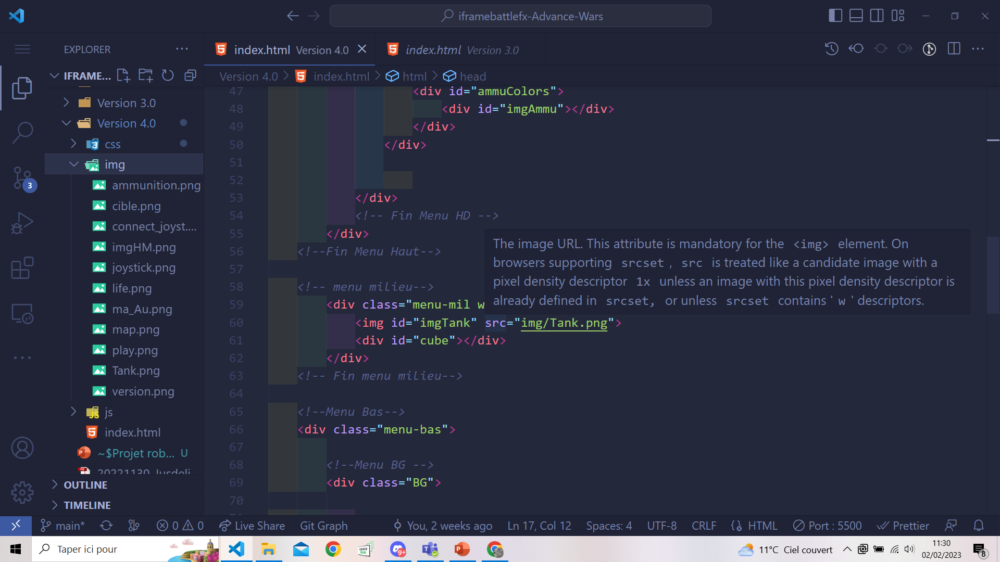 iframebattlefx-Advance-Wars
EXPLORER
index.html Version 4.0
index.html Version 3.0
IFRAME...
Version 4.0 > index.html > html > head
Version 3.0
Version 4.0
css
img
ammunition.png
cible.png
connect_joyst....
imgHM.png
joystick.png
life.png
ma_Au.png
map.png
play.png
Tank.png
version.png
js
index.html
~$Projet rob... U
OUTLINE
TIMELINE
3
47 <div id="ammuColors">
48 <div id="imgAmmu"></div>
49 </div>
50 </div>
51
52
53 </div>
54 <!-- Fin Menu HD -->
55 </div>
56 <!--Fin Menu Haut-->
57
58 <!-- menu milieu-->
59 <div class="menu-mil w
60 <img id="imgTank" src="img/Tank.png">
61 <div id="cube"></div>
62 </div>
63 <!-- Fin menu milieu-->
64
65 <!--Menu Bas-->
66 <div class="menu-bas">
67
68 <!--Menu BG -->
69 <div class="BG">
70
The image URL. This attribute is mandatory for the <img> element. On
browsers supporting srcset, src is treated like a candidate image with a
pixel density descriptor 1x unless an image with this pixel density descriptor is
already defined in srcset, or unless srcset contains 'w' descriptors.
main* 0 0 Live Share Git Graph You, 2 weeks ago Ln 17, Col 12 Spaces: 4 UTF-8 CRLF HTML Port : 5500 Prettier
Taper ici pour
9+
11°C Ciel couvert
11:30
02/02/2023
8